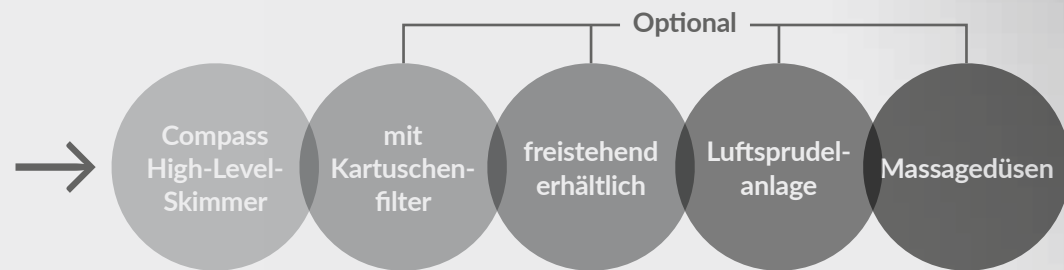 Optional
Compass
High-Level-
Skimmer
mit
Kartuschen-
filter
freistehend
erhältlich
Luftsprudel-
anlage
Massagedüsen